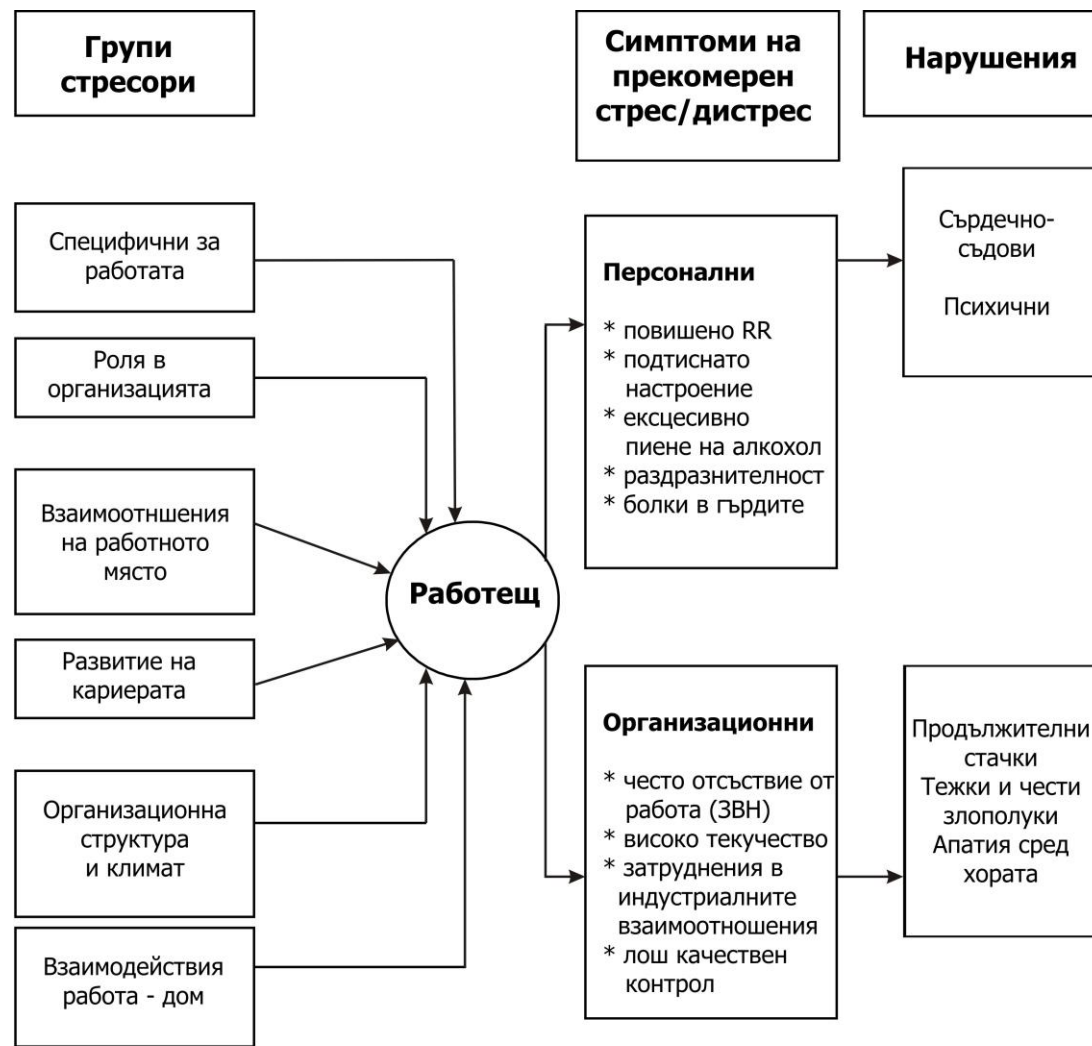 Групи
стресори
Симптоми на
прекомерен
стрес/дистрес
Нарушения
Специфични за
работата
Роля в
организацията
Взаимоотншения
на работното
място
Развитие на
кариерата
Организационна
структура
и климат
Взаимодействия
работа - дом
Работещ
Персонални
* повишено RR
* подтиснато
настроение
* ексцесивно
пиене на алкохол
* раздразнителност
* болки в гърдите
Организационни
* често отсъствие от
работа (ЗВН)
* високо текучество
* затруднения в
индустриалните
взаимоотношения
* лош качествен
контрол
Сърдечно-
съдови
Психични
Продължителни
стачки
Тежки и чести
злополуки
Апатия сред
хората